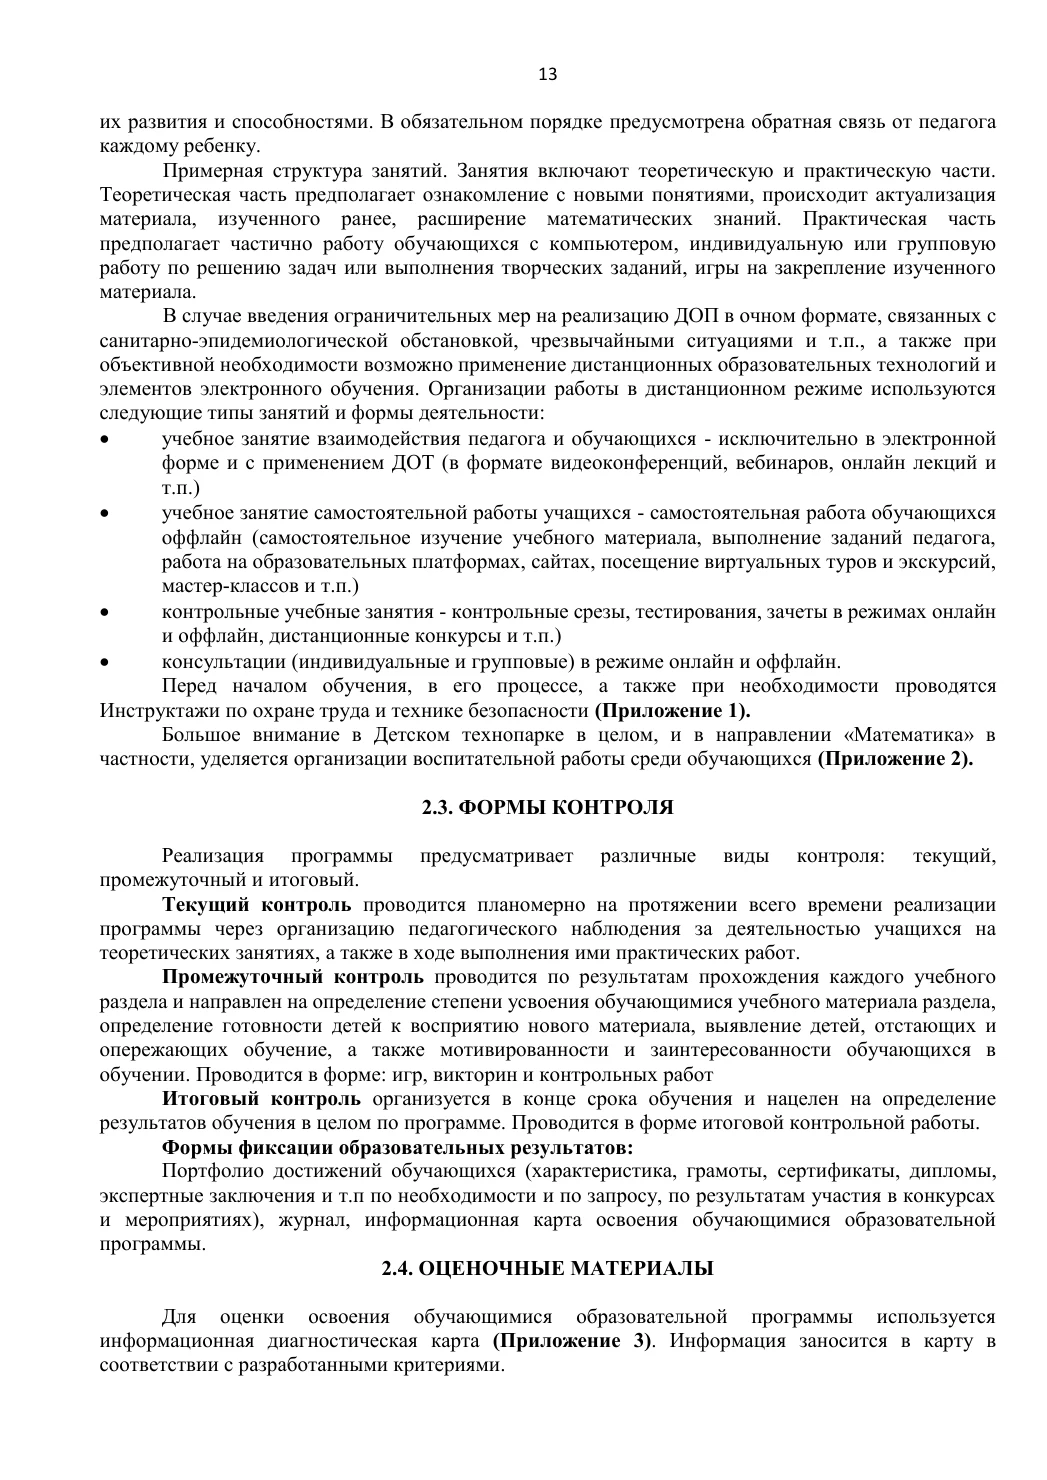 13
их развития и способностями. В обязательном порядке предусмотрена обратная связь от педагога
каждому ребенку.
Примерная структура занятий. Занятия включают теоретическую и практическую части.
Теоретическая часть предполагает ознакомление с новыми понятиями, происходит актуализация
материала, изученного ранее, расширение математических знаний. Практическая часть
предполагает частично работу обучающихся с компьютером, индивидуальную или групповую
работу по решению задач или выполнения творческих заданий, игры на закрепление изученного
материала.
В случае введения ограничительных мер на реализацию ДОП в очном формате, связанных с
санитарно-эпидемиологической обстановкой, чрезвычайными ситуациями и т.п., а также при
объективной необходимости возможно применение дистанционных образовательных технологий и
элементов электронного обучения. Организации работы в дистанционном режиме используются
следующие типы занятий и формы деятельности:
• учебное занятие взаимодействия педагога и обучающихся - исключительно в электронной
форме и с применением ДОТ (в формате видеоконференций, вебинаров, онлайн лекций и
т.п.)
• учебное занятие самостоятельной работы учащихся - самостоятельная работа обучающихся
оффлайн (самостоятельное изучение учебного материала, выполнение заданий педагога,
работа на образовательных платформах, сайтах, посещение виртуальных туров и экскурсий,
мастер-классов и т.п.)
• контрольные учебные занятия - контрольные срезы, тестирования, зачеты в режимах онлайн
и оффлайн, дистанционные конкурсы и т.п.)
• консультации (индивидуальные и групповые) в режиме онлайн и оффлайн.
Перед началом обучения, в его процессе, а также при необходимости проводятся
Инструктажи по охране труда и технике безопасности (Приложение 1).
Большое внимание в Детском технопарке в целом, и в направлении «Математика» в
частности, уделяется организации воспитательной работы среди обучающихся (Приложение 2).
2.3. ФОРМЫ КОНТРОЛЯ
Реализация программы предусматривает различные виды контроля: текущий,
промежуточный и итоговый.
Текущий контроль проводится планомерно на протяжении всего времени реализации
программы через организацию педагогического наблюдения за деятельностью учащихся на
теоретических занятиях, а также в ходе выполнения ими практических работ.
Промежуточный контроль проводится по результатам прохождения каждого учебного
раздела и направлен на определение степени усвоения обучающимися учебного материала раздела,
определение готовности детей к восприятию нового материала, выявление детей, отстающих и
опережающих обучение, а также мотивированности и заинтересованности обучающихся в
обучении. Проводится в форме: игр, викторин и контрольных работ
Итоговый контроль организуется в конце срока обучения и нацелен на определение
результатов обучения в целом по программе. Проводится в форме итоговой контрольной работы.
Формы фиксации образовательных результатов:
Портфолио достижений обучающихся (характеристика, грамоты, сертификаты, дипломы,
экспертные заключения и т.п по необходимости и по запросу, по результатам участия в конкурсах
и мероприятиях), журнал, информационная карта освоения обучающимися образовательной
программы.
2.4. ОЦЕНОЧНЫЕ МАТЕРИАЛЫ
Для оценки освоения обучающимися образовательной программы используется
информационная диагностическая карта (Приложение 3). Информация заносится в карту в
соответствии с разработанными критериями.